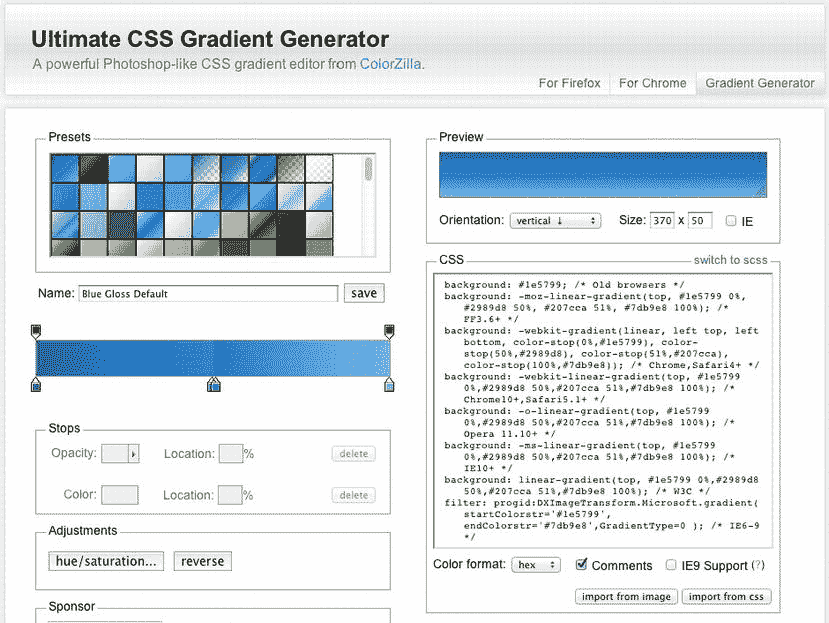 Ultimate CSS Gradient Generator
A powerful Photoshop-like CSS gradient editor from ColorZilla.
For Firefox
For Chrome
Gradient Generator
Presets
Name: Blue Gloss Default save
Stops
Opacity: Location: % delete
Color: Location: % delete
Adjustments
hue/saturation... reverse
Sponsor
Preview
Orientation: vertical ↓ Size: 370 x 50 IE
CSS
switch to scss
background: #1e5799; /* Old browsers */
background: -moz-linear-gradient(top, #1e5799 0%,
#2989d8 50%, #207cca 51%, #7db9e8 100%); /*
FF3.6+ */
background: -webkit-gradient(linear, left top, left
bottom, color-stop(0%,#1e5799), color-
stop(50%,#2989d8), color-stop(51%,#207cca),
color-stop(100%,#7db9e8)); /* Chrome,Safari4+ */
background: -webkit-linear-gradient(top, #1e5799
0%,#2989d8 50%,#207cca 51%,#7db9e8 100%); /*
Chrome10+,Safari5.1+ */
background: -o-linear-gradient(top, #1e5799
0%,#2989d8 50%,#207cca 51%,#7db9e8 100%); /*
Opera 11.10+ */
background: -ms-linear-gradient(top, #1e5799
0%,#2989d8 50%,#207cca 51%,#7db9e8 100%); /*
IE10+ */
background: linear-gradient(top, #1e5799 0%,#2989d8
50%,#207cca 51%,#7db9e8 100%); /* W3C */
filter: progid:DXImageTransform.Microsoft.gradient(
startColorstr='#1e5799',
endColorstr='#7db9e8',GradientType=0 ); /* IE6-9
*/
Color format: hex Comments IE9 Support (?)
import from image import from css